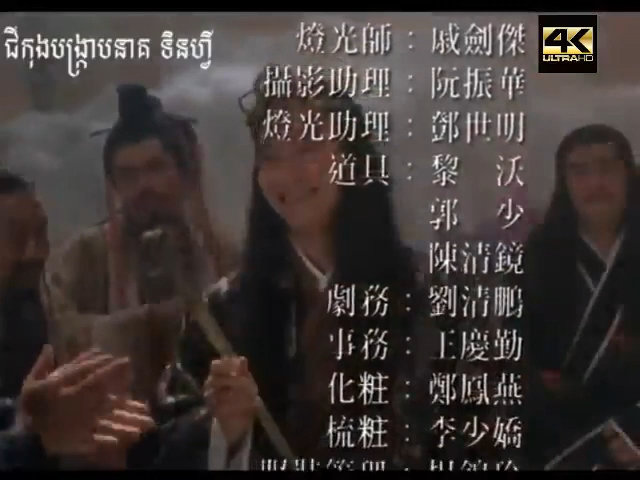 ជីកុងបង្ក្រាបនាគ ទិនហ្វី
4K
ULTRA HD
燈光師：戚劍傑
攝影助理：阮振華
燈光助理：鄧世明
道具：黎 沃
郭 少
陳清鏡
劇務：劉清鵬
事務：王慶勤
化粧：鄭鳳燕
梳粧：李少嬌